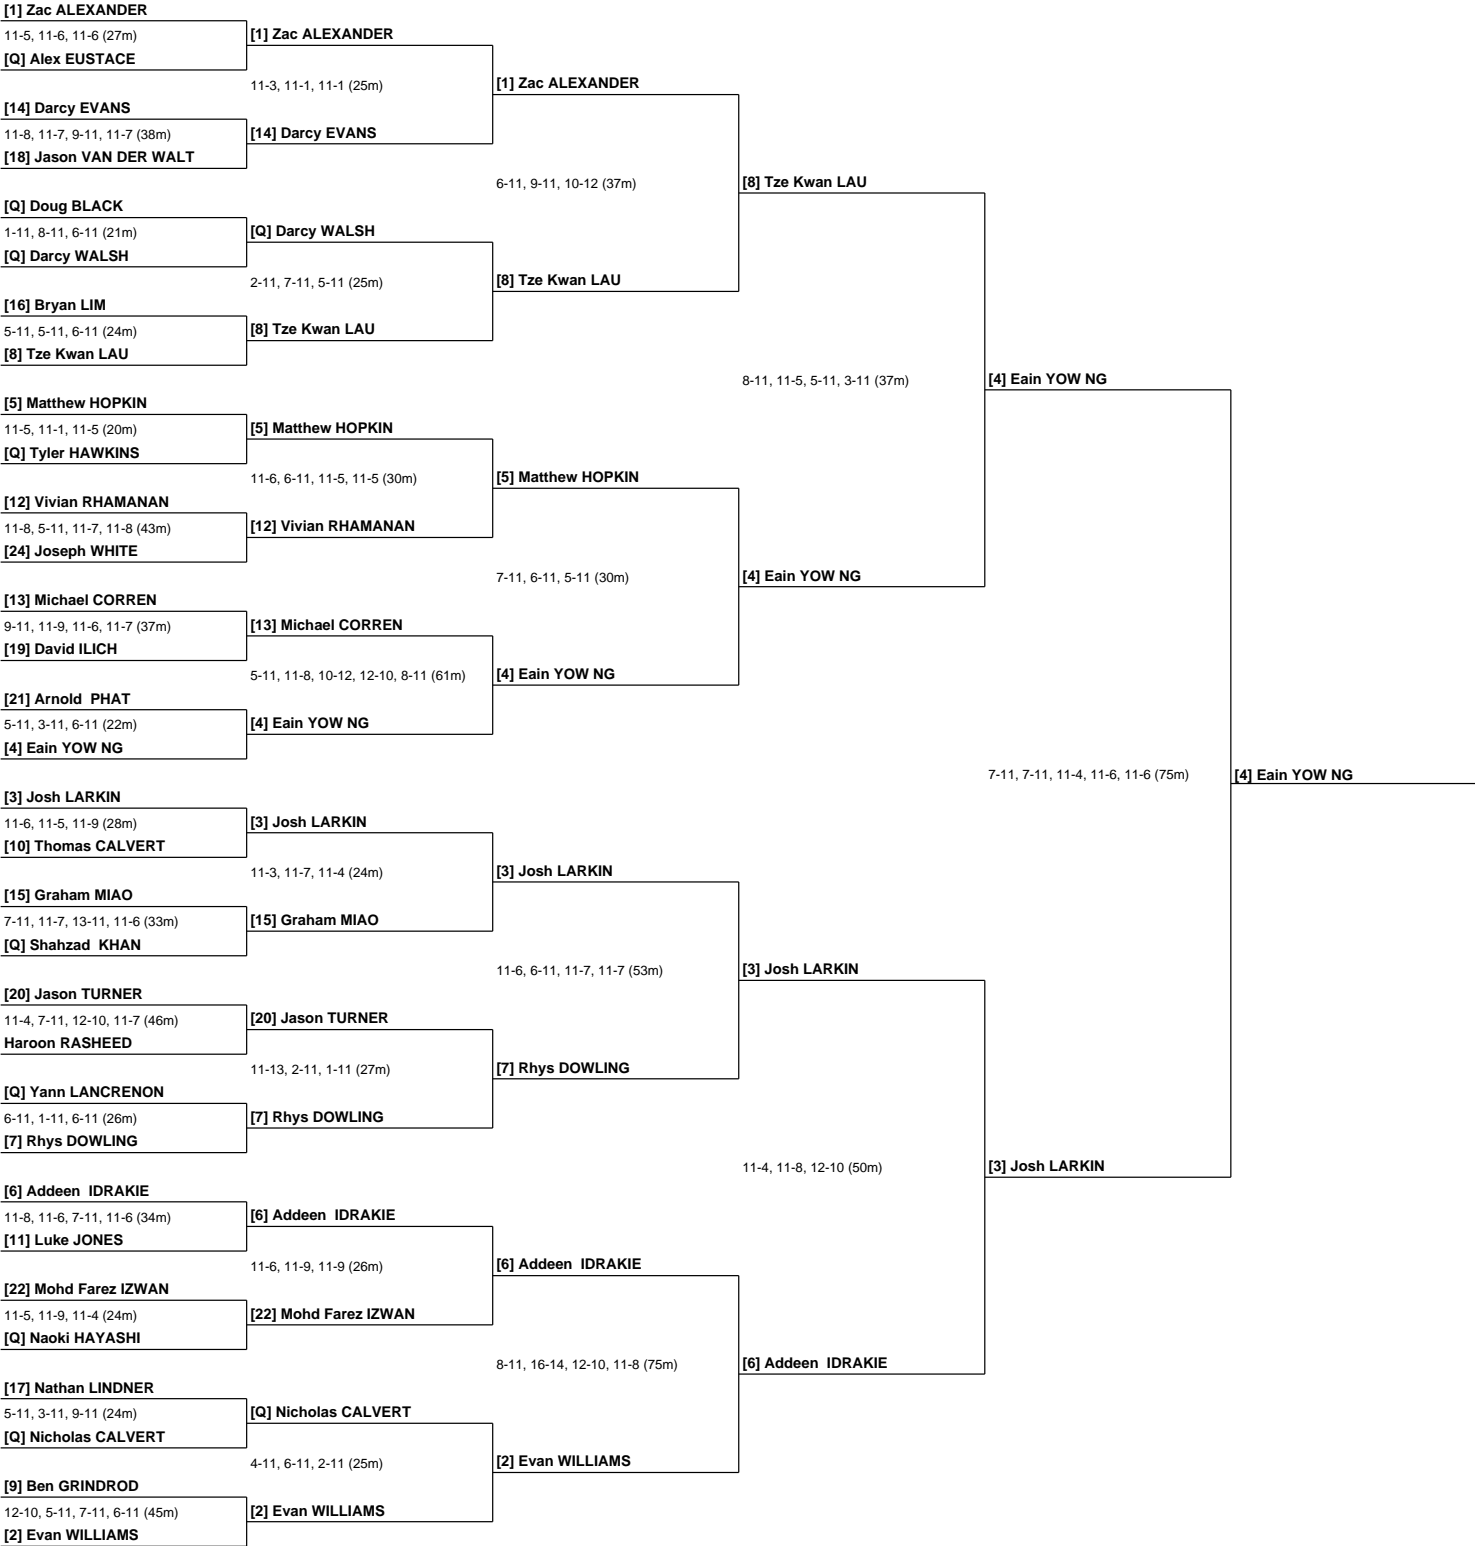 [1] Zac ALEXANDER
11-5, 11-6, 11-6 (27m)
[Q] Alex EUSTACE
[14] Darcy EVANS
11-8, 11-7, 9-11, 11-7 (38m)
[18] Jason VAN DER WALT
[Q] Doug BLACK
1-11, 8-11, 6-11 (21m)
[Q] Darcy WALSH
[16] Bryan LIM
5-11, 5-11, 6-11 (24m)
[8] Tze Kwan LAU
[5] Matthew HOPKIN
11-5, 11-1, 11-5 (20m)
[Q] Tyler HAWKINS
[12] Vivian RHAMANAN
11-8, 5-11, 11-7, 11-8 (43m)
[24] Joseph WHITE
[13] Michael CORREN
9-11, 11-9, 11-6, 11-7 (37m)
[19] David ILICH
[21] Arnold  PHAT
5-11, 3-11, 6-11 (22m)
[4] Eain YOW NG
[3] Josh LARKIN
11-6, 11-5, 11-9 (28m)
[10] Thomas CALVERT
[15] Graham MIAO
7-11, 11-7, 13-11, 11-6 (33m)
[Q] Shahzad  KHAN
[20] Jason TURNER
11-4, 7-11, 12-10, 11-7 (46m)
Haroon RASHEED
[Q] Yann LANCRENON
6-11, 1-11, 6-11 (26m)
[7] Rhys DOWLING
[6] Addeen  IDRAKIE
11-8, 11-6, 7-11, 11-6 (34m)
[11] Luke JONES
[22] Mohd Farez IZWAN
11-5, 11-9, 11-4 (24m)
[Q] Naoki HAYASHI
[17] Nathan LINDNER
5-11, 3-11, 9-11 (24m)
[Q] Nicholas CALVERT
[9] Ben GRINDROD
12-10, 5-11, 7-11, 6-11 (45m)
[2] Evan WILLIAMS
[1] Zac ALEXANDER
11-3, 11-1, 11-1 (25m)
[14] Darcy EVANS
[Q] Darcy WALSH
2-11, 7-11, 5-11 (25m)
[8] Tze Kwan LAU
[5] Matthew HOPKIN
11-6, 6-11, 11-5, 11-5 (30m)
[12] Vivian RHAMANAN
[13] Michael CORREN
5-11, 11-8, 10-12, 12-10, 8-11 (61m)
[4] Eain YOW NG
[3] Josh LARKIN
11-3, 11-7, 11-4 (24m)
[15] Graham MIAO
[20] Jason TURNER
11-13, 2-11, 1-11 (27m)
[7] Rhys DOWLING
[6] Addeen  IDRAKIE
11-6, 11-9, 11-9 (26m)
[22] Mohd Farez IZWAN
[Q] Nicholas CALVERT
4-11, 6-11, 2-11 (25m)
[2] Evan WILLIAMS
[1] Zac ALEXANDER
6-11, 9-11, 10-12 (37m)
[8] Tze Kwan LAU
[5] Matthew HOPKIN
7-11, 6-11, 5-11 (30m)
[4] Eain YOW NG
[3] Josh LARKIN
11-6, 6-11, 11-7, 11-7 (53m)
[7] Rhys DOWLING
[6] Addeen  IDRAKIE
8-11, 16-14, 12-10, 11-8 (75m)
[2] Evan WILLIAMS
[8] Tze Kwan LAU
8-11, 11-5, 5-11, 3-11 (37m)
[4] Eain YOW NG
[3] Josh LARKIN
11-4, 11-8, 12-10 (50m)
[6] Addeen  IDRAKIE
[4] Eain YOW NG
7-11, 7-11, 11-4, 11-6, 11-6 (75m)
[3] Josh LARKIN
[4] Eain YOW NG